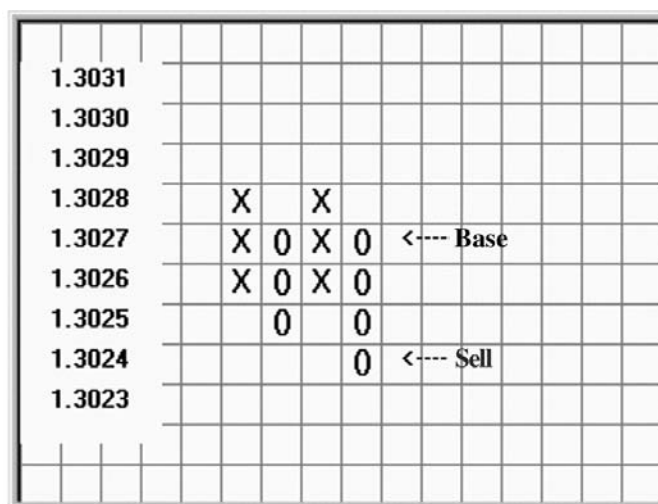 1.3031
1.3030
1.3029
1.3028 X X
1.3027 X 0 X 0 <---- Base
1.3026 X 0 X 0
1.3025 0 0
1.3024 0 <---- Sell
1.3023